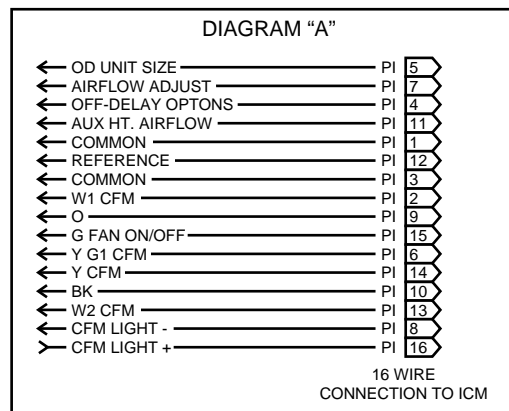 DIAGRAM “A”
OD UNIT SIZE PI 5
AIRFLOW ADJUST PI 7
OFF-DELAY OPTONS PI 4
AUX HT. AIRFLOW PI 11
COMMON PI 1
REFERENCE PI 12
COMMON PI 3
W1 CFM PI 2
O PI 9
G FAN ON/OFF PI 15
Y G1 CFM PI 6
Y CFM PI 14
BK PI 10
W2 CFM PI 13
CFM LIGHT - PI 8
CFM LIGHT + PI 16
16 WIRE
CONNECTION TO ICM